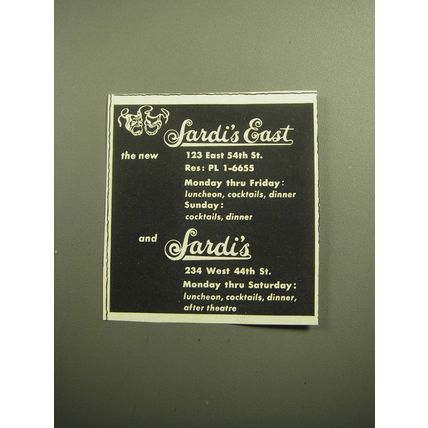 Sardi's East
the new 123 East 54th St.
Res: PL 1-6655
Monday thru Friday:
luncheon, cocktails, dinner
Sunday:
cocktails, dinner
and Sardi's
234 West 44th St.
Monday thru Saturday:
luncheon, cocktails, dinner,
after theatre